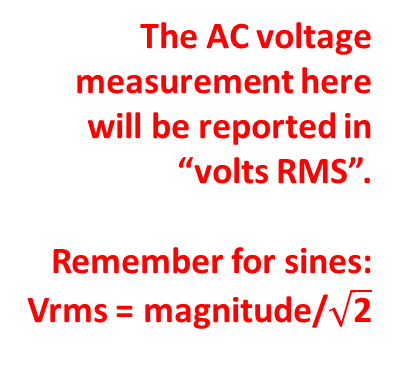 The AC voltage
measurement here
will be reported in
“volts RMS”.
Remember for sines:
Vrms = magnitude/√2